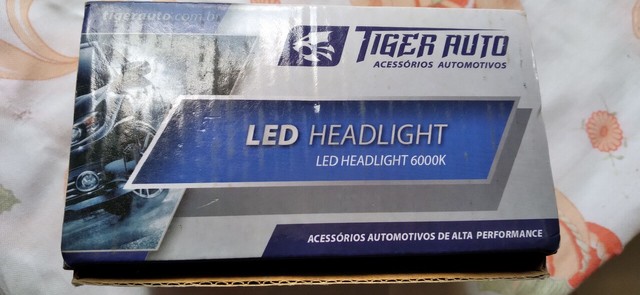 tigerauto.com.br
TIGER AUTO
ACESSÓRIOS AUTOMOTIVOS
LED HEADLIGHT
LED HEADLIGHT 6000K
ACESSÓRIOS AUTOMOTIVOS DE ALTA PERFORMANCE